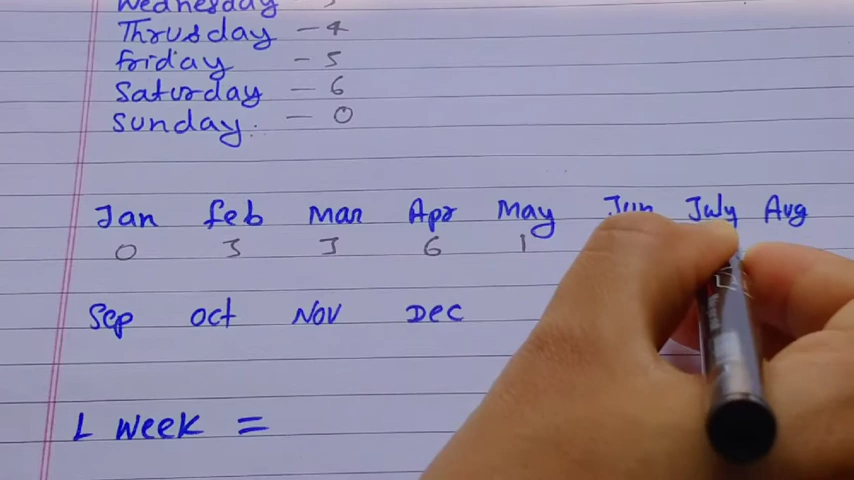 Wednesday
Thrusday - 4
friday - 5
Saturday - 6
Sunday. - 0
Jan feb Mar Apr May Jun July Aug
0 3 3 6 1
Sep oct Nov Dec
1 week =